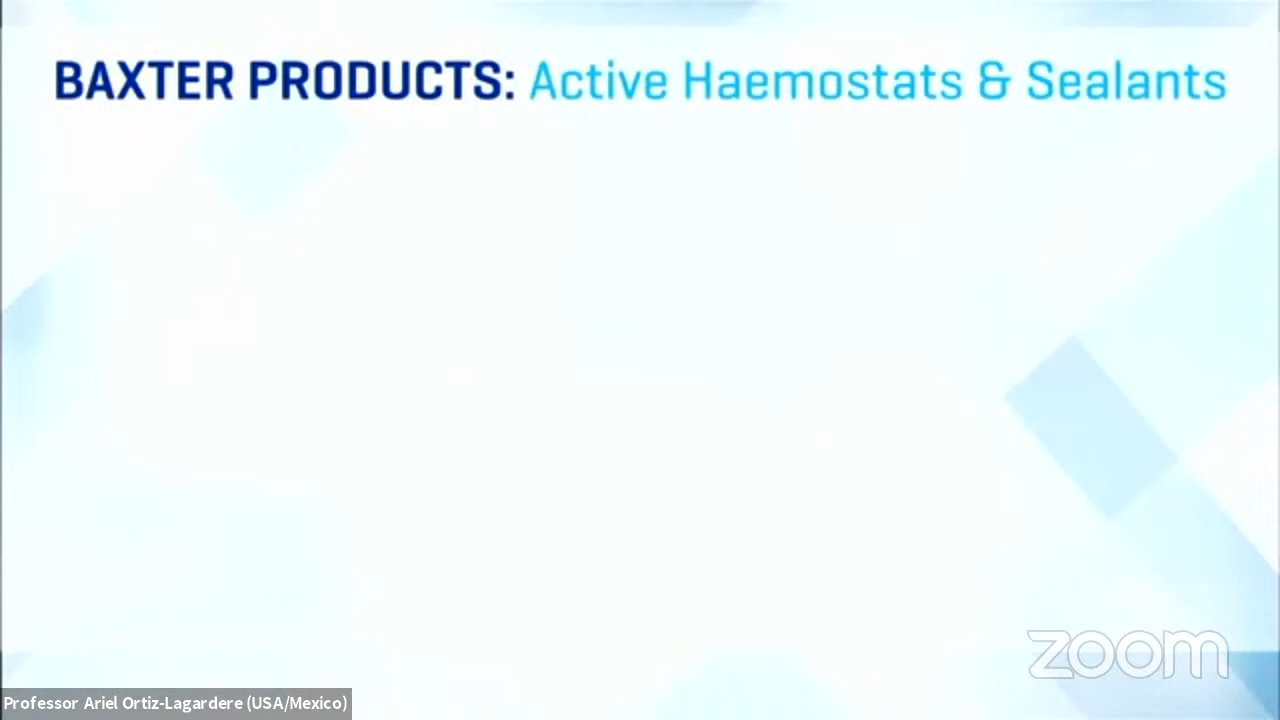 BAXTER PRODUCTS: Active Haemostats & Sealants
zoom
Professor Ariel Ortiz-Lagardere (USA/Mexico)